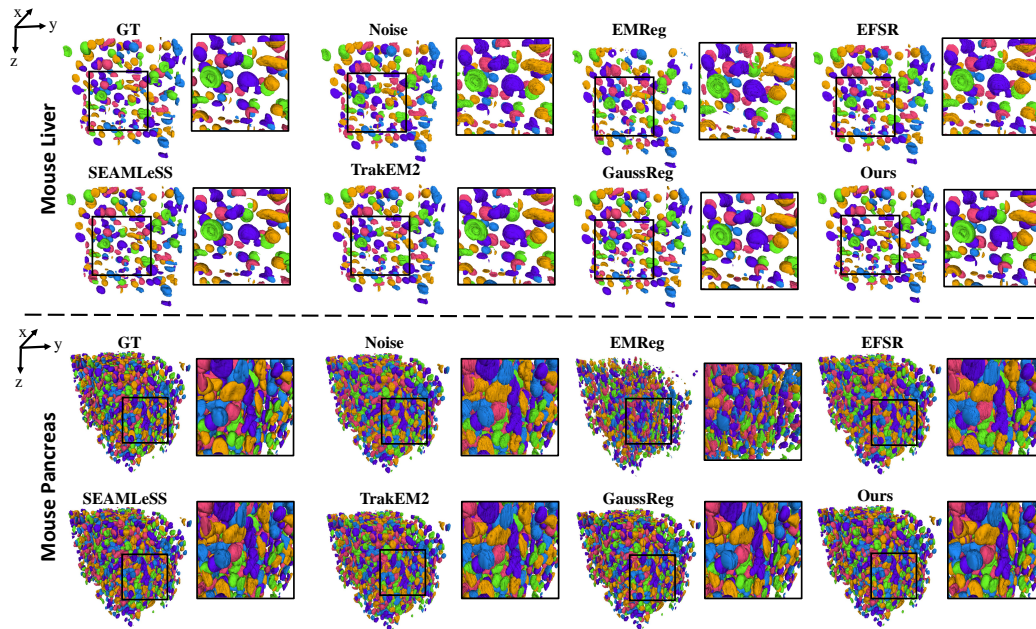 x
y
z
GT
Noise
EMReg
EFSR
Mouse Liver
SEAMLeSS
TrakEM2
GaussReg
Ours
x
y
z
GT
Noise
EMReg
EFSR
Mouse Pancreas
SEAMLeSS
TrakEM2
GaussReg
Ours